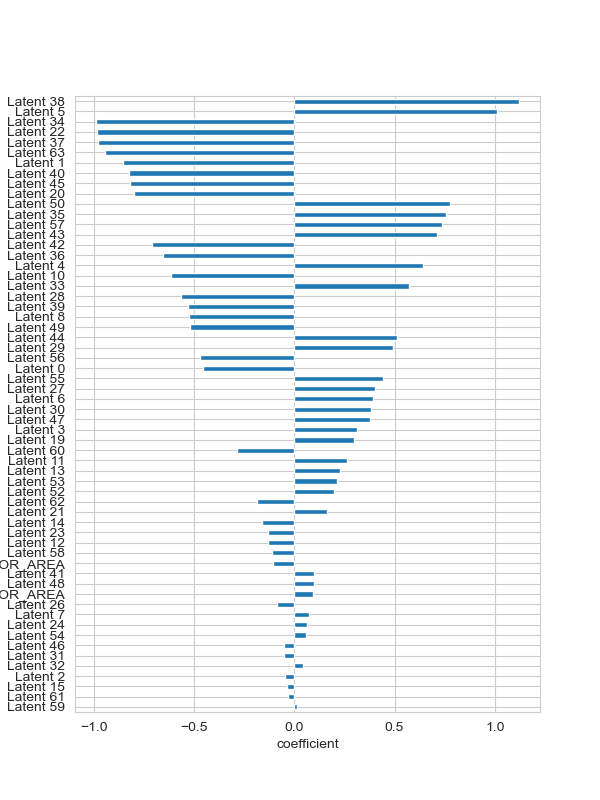 Latent 38
Latent 5
Latent 34
Latent 22
Latent 37
Latent 63
Latent 1
Latent 40
Latent 45
Latent 20
Latent 50
Latent 35
Latent 57
Latent 43
Latent 42
Latent 36
Latent 4
Latent 10
Latent 33
Latent 28
Latent 39
Latent 8
Latent 49
Latent 44
Latent 29
Latent 56
Latent 0
Latent 55
Latent 27
Latent 6
Latent 30
Latent 47
Latent 3
Latent 19
Latent 60
Latent 11
Latent 13
Latent 53
Latent 52
Latent 62
Latent 21
Latent 14
Latent 23
Latent 12
Latent 58
OR_AREA
Latent 41
Latent 48
OR_AREA
Latent 26
Latent 7
Latent 24
Latent 54
Latent 46
Latent 31
Latent 32
Latent 2
Latent 15
Latent 61
Latent 59
−1.0 −0.5 0.0 0.5 1.0
coefficient